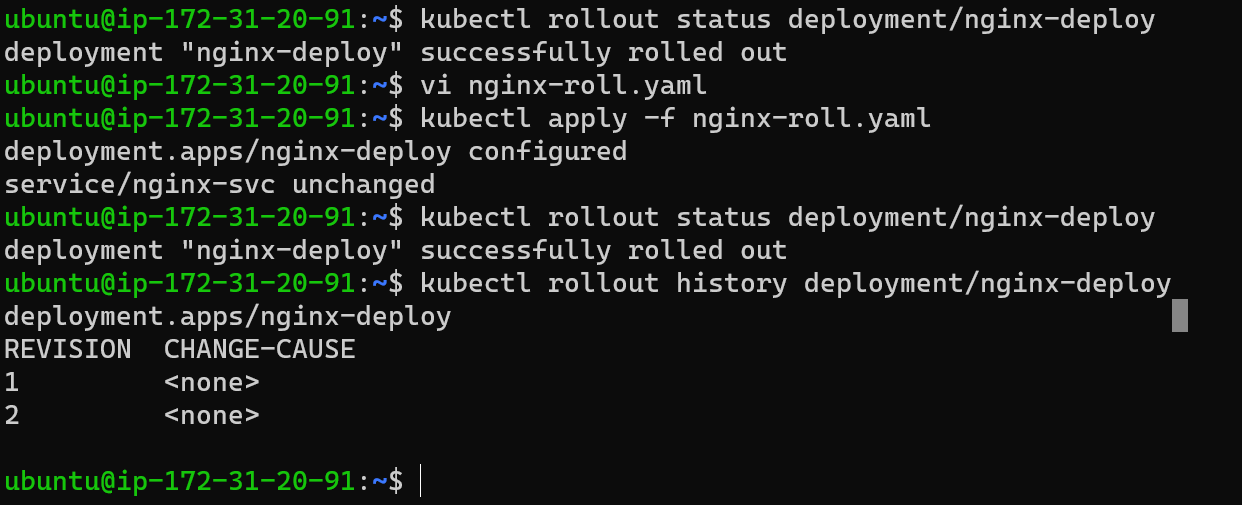 ubuntu@ip-172-31-20-91:~$ kubectl rollout status deployment/nginx-deploy
deployment "nginx-deploy" successfully rolled out
ubuntu@ip-172-31-20-91:~$ vi nginx-roll.yaml
ubuntu@ip-172-31-20-91:~$ kubectl apply -f nginx-roll.yaml
deployment.apps/nginx-deploy configured
service/nginx-svc unchanged
ubuntu@ip-172-31-20-91:~$ kubectl rollout status deployment/nginx-deploy
deployment "nginx-deploy" successfully rolled out
ubuntu@ip-172-31-20-91:~$ kubectl rollout history deployment/nginx-deploy
deployment.apps/nginx-deploy
REVISION  CHANGE-CAUSE
1         <none>
2         <none>
ubuntu@ip-172-31-20-91:~$